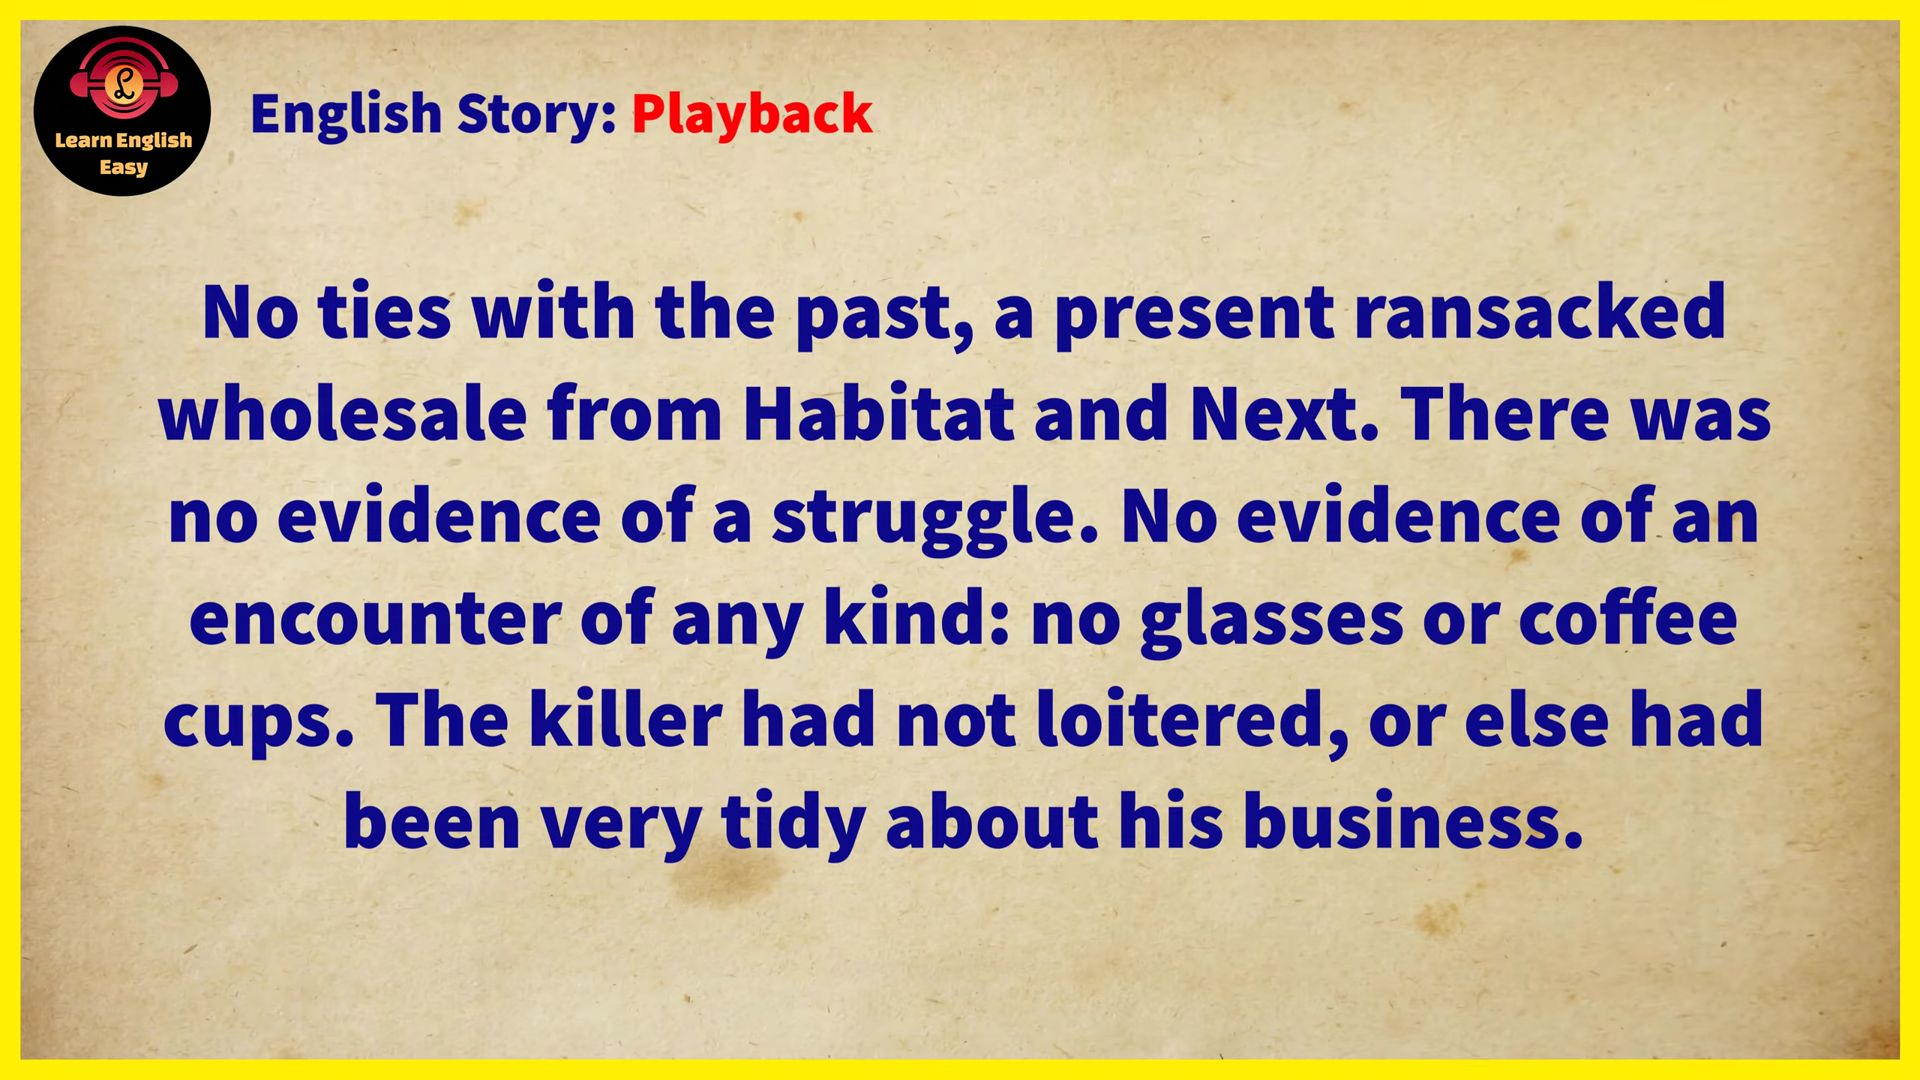 Learn English
Easy
English Story: Playback
No ties with the past, a present ransacked
wholesale from Habitat and Next. There was
no evidence of a struggle. No evidence of an
encounter of any kind: no glasses or coffee
cups. The killer had not loitered, or else had
been very tidy about his business.